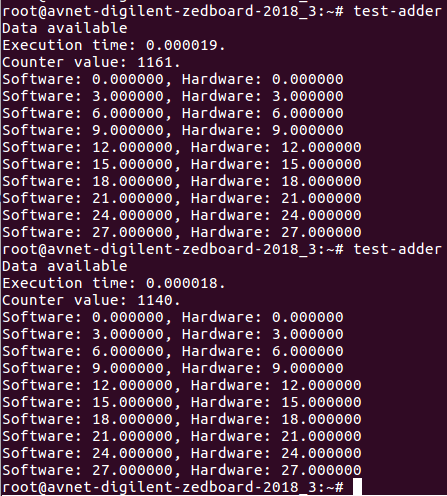 root@avnet-digilent-zedboard-2018_3:~# test-adder
Data available
Execution time: 0.000019.
Counter value: 1161.
Software: 0.000000, Hardware: 0.000000
Software: 3.000000, Hardware: 3.000000
Software: 6.000000, Hardware: 6.000000
Software: 9.000000, Hardware: 9.000000
Software: 12.000000, Hardware: 12.000000
Software: 15.000000, Hardware: 15.000000
Software: 18.000000, Hardware: 18.000000
Software: 21.000000, Hardware: 21.000000
Software: 24.000000, Hardware: 24.000000
Software: 27.000000, Hardware: 27.000000
root@avnet-digilent-zedboard-2018_3:~# test-adder
Data available
Execution time: 0.000018.
Counter value: 1140.
Software: 0.000000, Hardware: 0.000000
Software: 3.000000, Hardware: 3.000000
Software: 6.000000, Hardware: 6.000000
Software: 9.000000, Hardware: 9.000000
Software: 12.000000, Hardware: 12.000000
Software: 15.000000, Hardware: 15.000000
Software: 18.000000, Hardware: 18.000000
Software: 21.000000, Hardware: 21.000000
Software: 24.000000, Hardware: 24.000000
Software: 27.000000, Hardware: 27.000000
root@avnet-digilent-zedboard-2018_3:~#